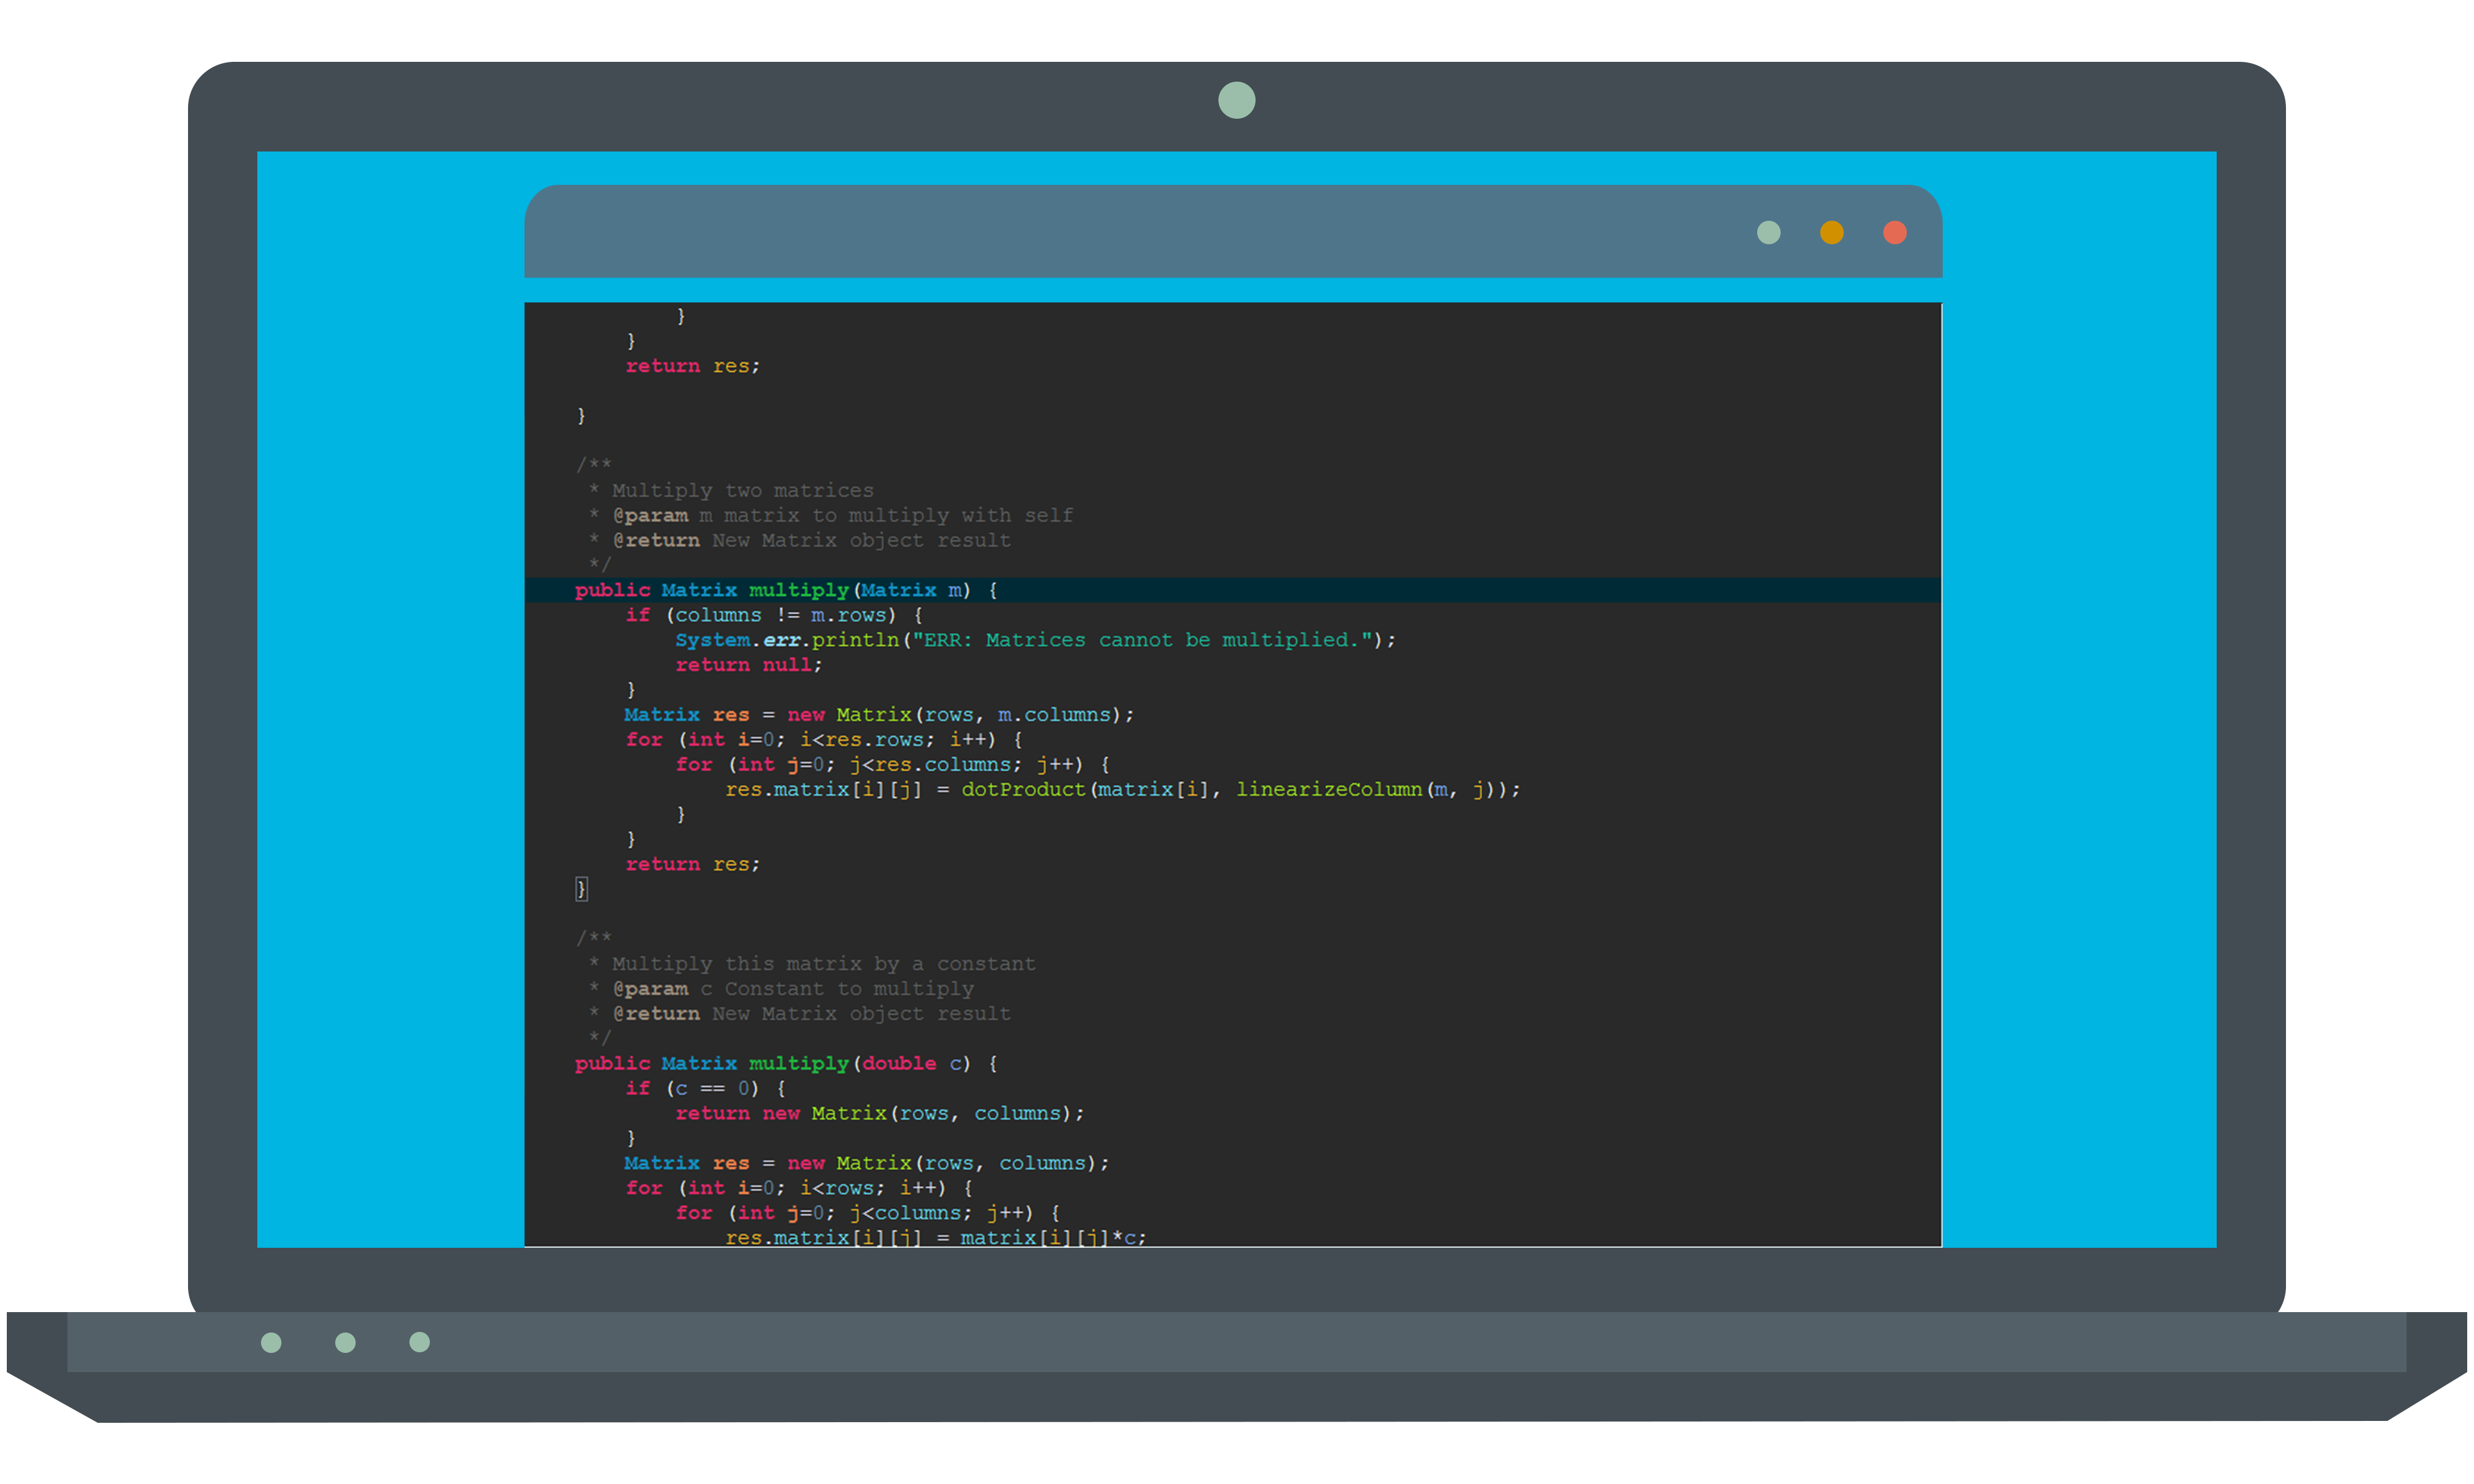 }
        }
        return res;

    }

    /**
     * Multiply two matrices
     * @param m matrix to multiply with self
     * @return New Matrix object result
     */
    public Matrix multiply(Matrix m) {
        if (columns != m.rows) {
            System.err.println("ERR: Matrices cannot be multiplied.");
            return null;
        }
        Matrix res = new Matrix(rows, m.columns);
        for (int i=0; i<res.rows; i++) {
            for (int j=0; j<res.columns; j++) {
                res.matrix[i][j] = dotProduct(matrix[i], linearizeColumn(m, j));
            }
        }
        return res;
    }

    /**
     * Multiply this matrix by a constant
     * @param c Constant to multiply
     * @return New Matrix object result
     */
    public Matrix multiply(double c) {
        if (c == 0) {
            return new Matrix(rows, columns);
        }
        Matrix res = new Matrix(rows, columns);
        for (int i=0; i<rows; i++) {
            for (int j=0; j<columns; j++) {
                res.matrix[i][j] = matrix[i][j]*c;